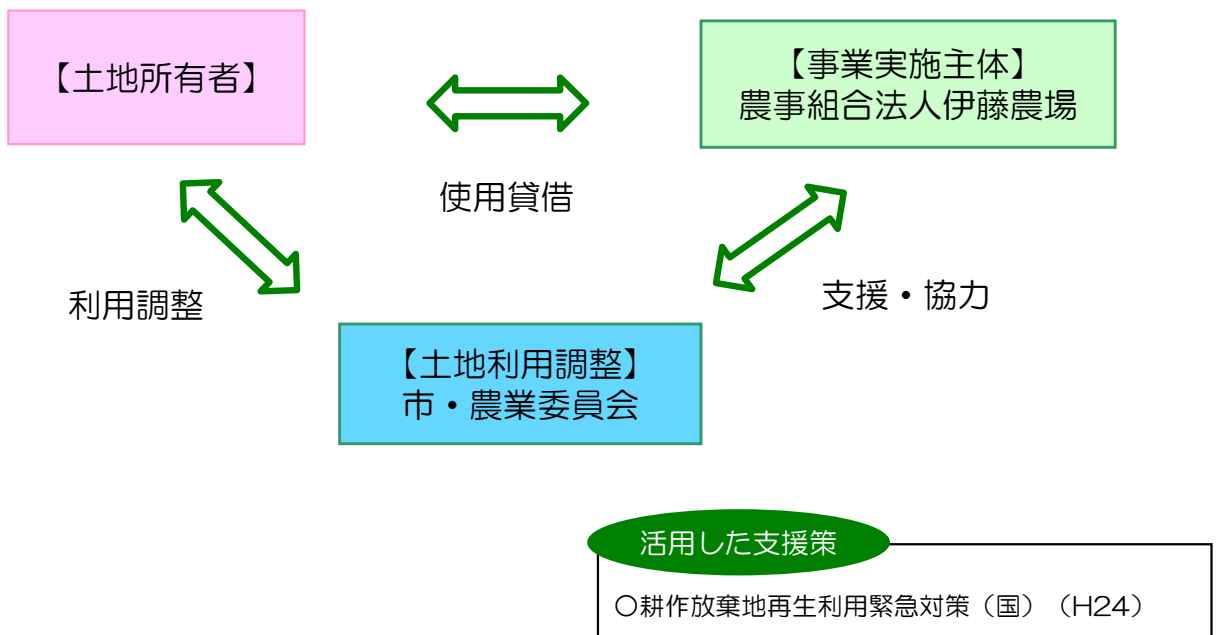 【土地所有者】
【事業実施主体】
農事組合法人伊藤農場
使用貸借
利用調整
支援・協力
【土地利用調整】
市・農業委員会
活用した支援策
○耕作放棄地再生利用緊急対策（国）（H24）